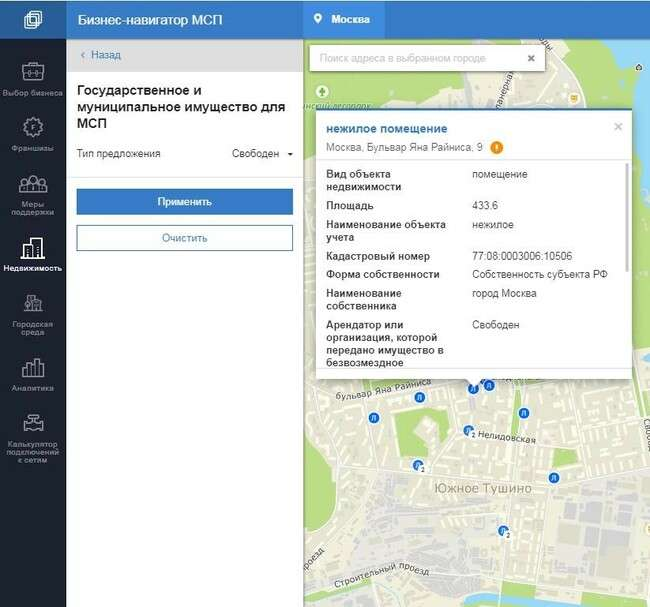 Бизнес-навигатор МСП
Москва
Выбор бизнеса
Франшизы
Меры
поддержки
Недвижимость
Городская
среда
Аналитика
Калькулятор
подключений
к сетям
Назад
Государственное и
муниципальное имущество для
МСП
Тип предложения Свободен
Применить
Очистить
Поиск адреса в выбранном городе
нежилое помещение
Москва, Бульвар Яна Райниса, 9
Вид объекта помещение
недвижимости
Площадь 433.6
Наименование объекта нежилое
учета
Кадастровый номер 77:08:0003006:10506
Форма собственности Собственность субъекта РФ
Наименование город Москва
собственника
Арендатор или Свободен
организация, которой
передано имущество в
безвозмездное
бульвар Яна Райниса
Л
Л
Л
Л
Л
Л 2
Нелидовская
Л 2
Л
Южное Тушино
Л 2
Строительный проезд